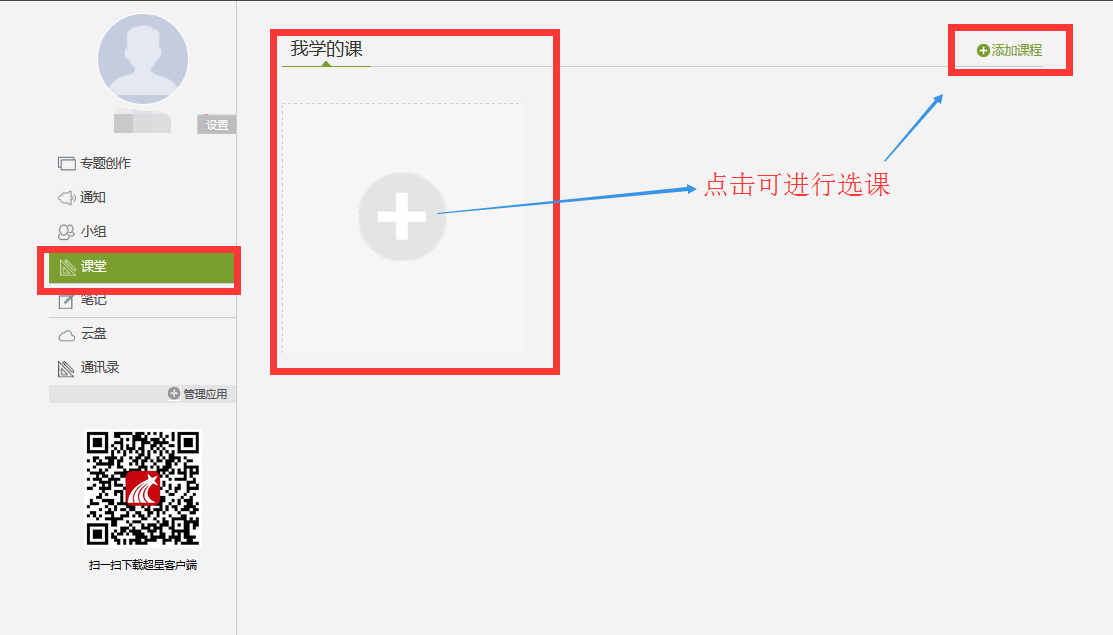 我学的课
添加课程
设置
专题创作
通知
点击可进行选课
小组
课堂
笔记
云盘
通讯录
管理应用
扫一扫下载超星客户端